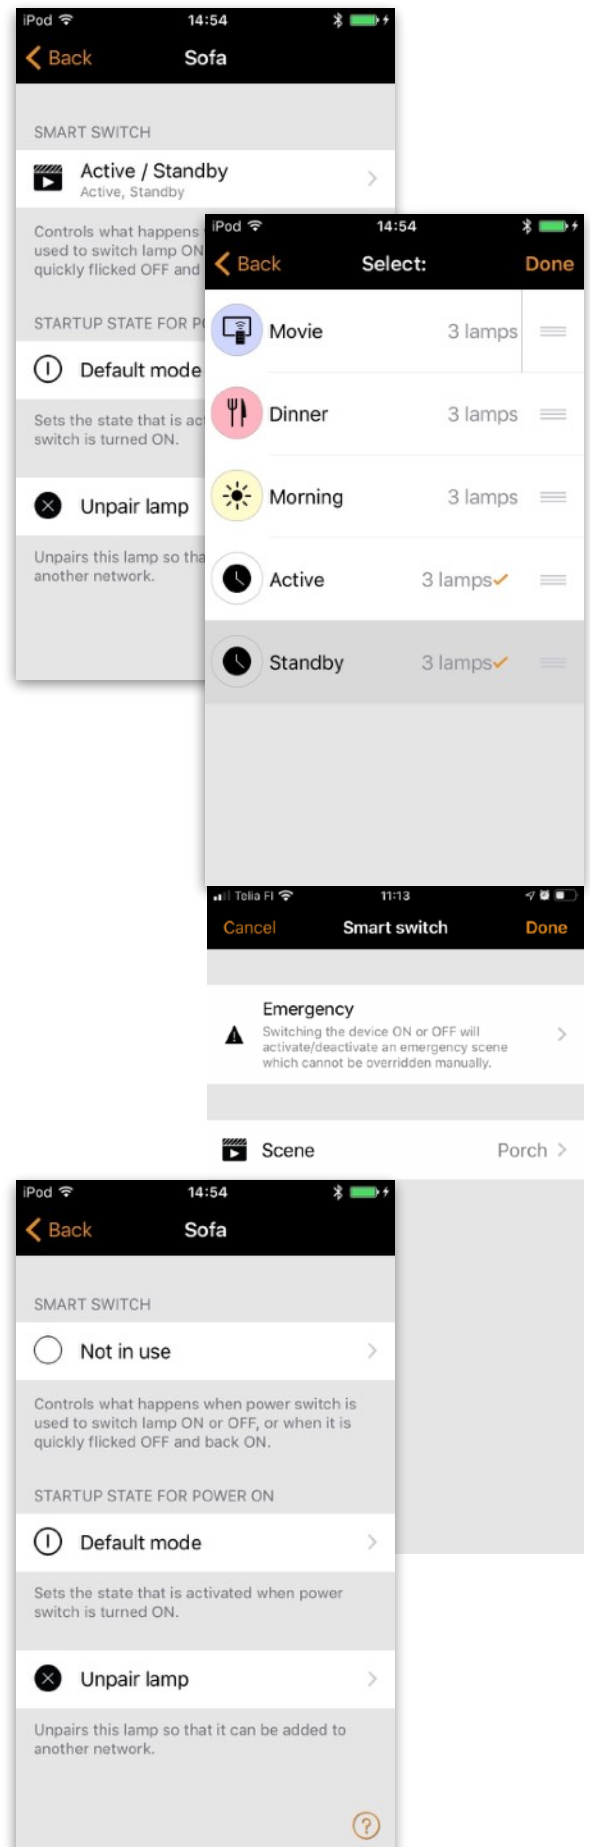 iPod 14:54
Back Sofa
SMART SWITCH
Active / Standby
Active, Standby
Controls what happens
used to switch lamp ON
quickly flicked OFF and
STARTUP STATE FOR
Default mode
Sets the state that is
switch is turned ON.
Unpair lamp
Unpairs this lamp so
another network.
iPod 14:54
Back Select: Done
Movie 3 lamps
Dinner 3 lamps
Morning 3 lamps
Active 3 lamps
Standby 3 lamps
Telia FI 11:13
Cancel Smart switch Done
Emergency
Switching the device ON or OFF will
activate/deactivate an emergency scene
which cannot be overridden manually.
Scene Porch
iPod 14:54
Back Sofa
SMART SWITCH
Not in use
Controls what happens when power switch is
used to switch lamp ON or OFF, or when it is
quickly flicked OFF and back ON.
STARTUP STATE FOR POWER ON
Default mode
Sets the state that is activated when power
switch is turned ON.
Unpair lamp
Unpairs this lamp so that it can be added to
another network.
?